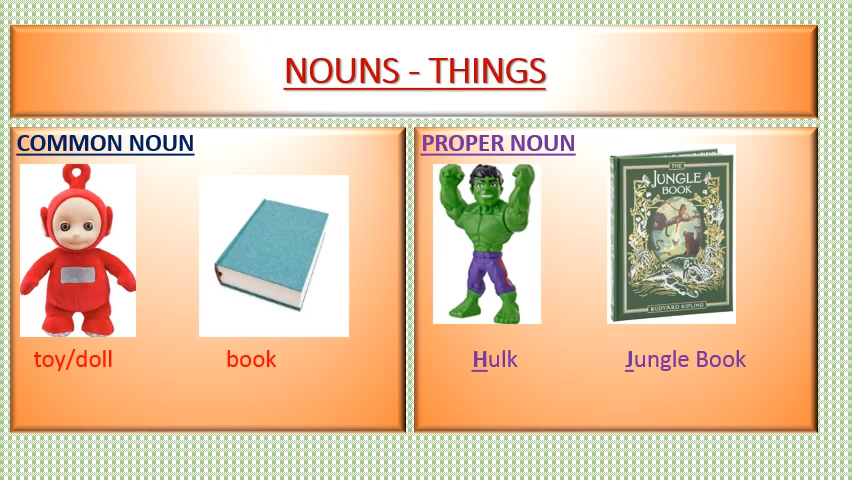 NOUNS - THINGS
COMMON NOUN
PROPER NOUN
THE
JUNGLE
BOOK
RUDYARD KIPLING
toy/doll
book
Hulk
Jungle Book